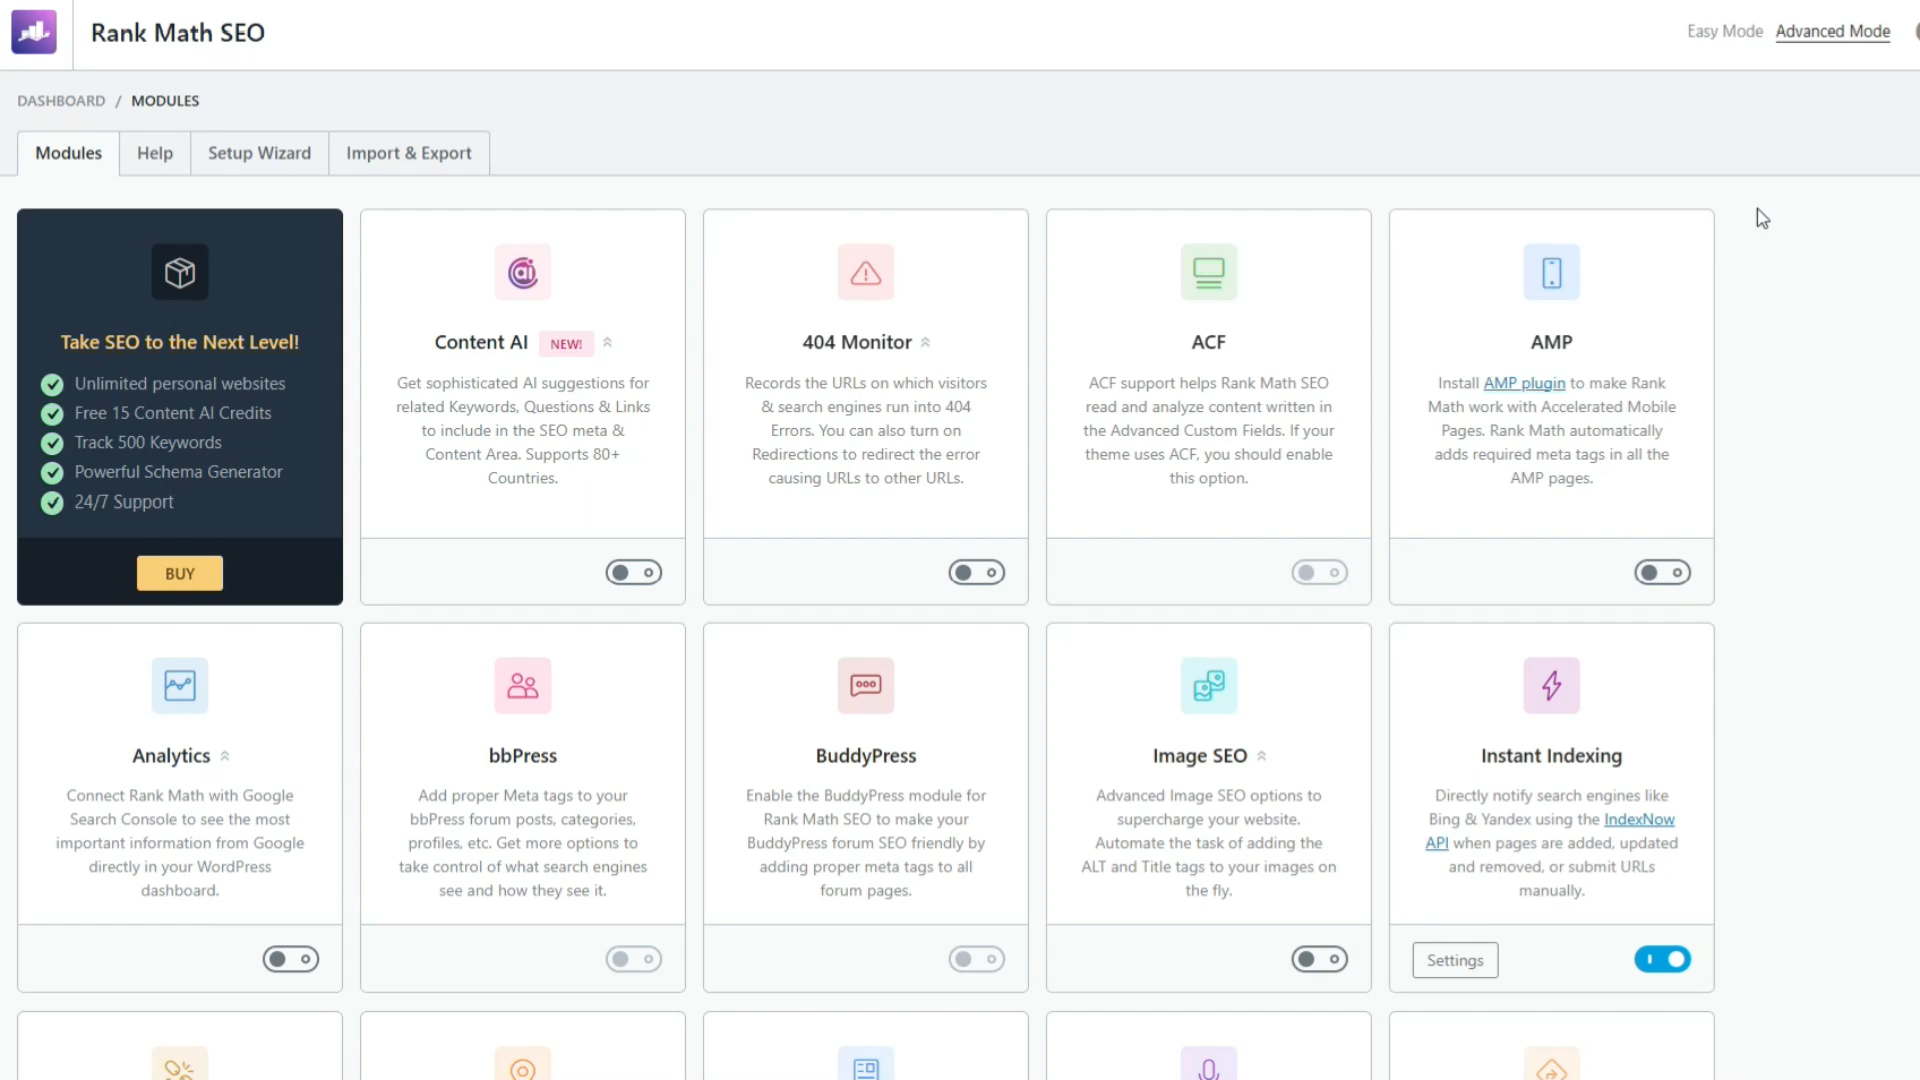 Rank Math SEO
Easy Mode
Advanced Mode
DASHBOARD / MODULES
Modules
Help
Setup Wizard
Import & Export
Take SEO to the Next Level!
Unlimited personal websites
Free 15 Content AI Credits
Track 500 Keywords
Powerful Schema Generator
24/7 Support
BUY
Content AI NEW!
Get sophisticated AI suggestions for
related Keywords, Questions & Links
to include in the SEO meta &
Content Area. Supports 80+
Countries.
404 Monitor
Records the URLs on which visitors
& search engines run into 404
Errors. You can also turn on
Redirections to redirect the error
causing URLs to other URLs.
ACF
ACF support helps Rank Math SEO
read and analyze content written in
the Advanced Custom Fields. If your
theme uses ACF, you should enable
this option.
AMP
Install AMP plugin to make Rank
Math work with Accelerated Mobile
Pages. Rank Math automatically
adds required meta tags in all the
AMP pages.
Analytics
Connect Rank Math with Google
Search Console to see the most
important information from Google
directly in your WordPress
dashboard.
bbPress
Add proper Meta tags to your
bbPress forum posts, categories,
profiles, etc. Get more options to
take control of what search engines
see and how they see it.
BuddyPress
Enable the BuddyPress module for
Rank Math SEO to make your
BuddyPress forum SEO friendly by
adding proper meta tags to all
forum pages.
Image SEO
Advanced Image SEO options to
supercharge your website.
Automate the task of adding the
ALT and Title tags to your images on
the fly.
Instant Indexing
Directly notify search engines like
Bing & Yandex using the IndexNow
API when pages are added, updated
and removed, or submit URLs
manually.
Settings